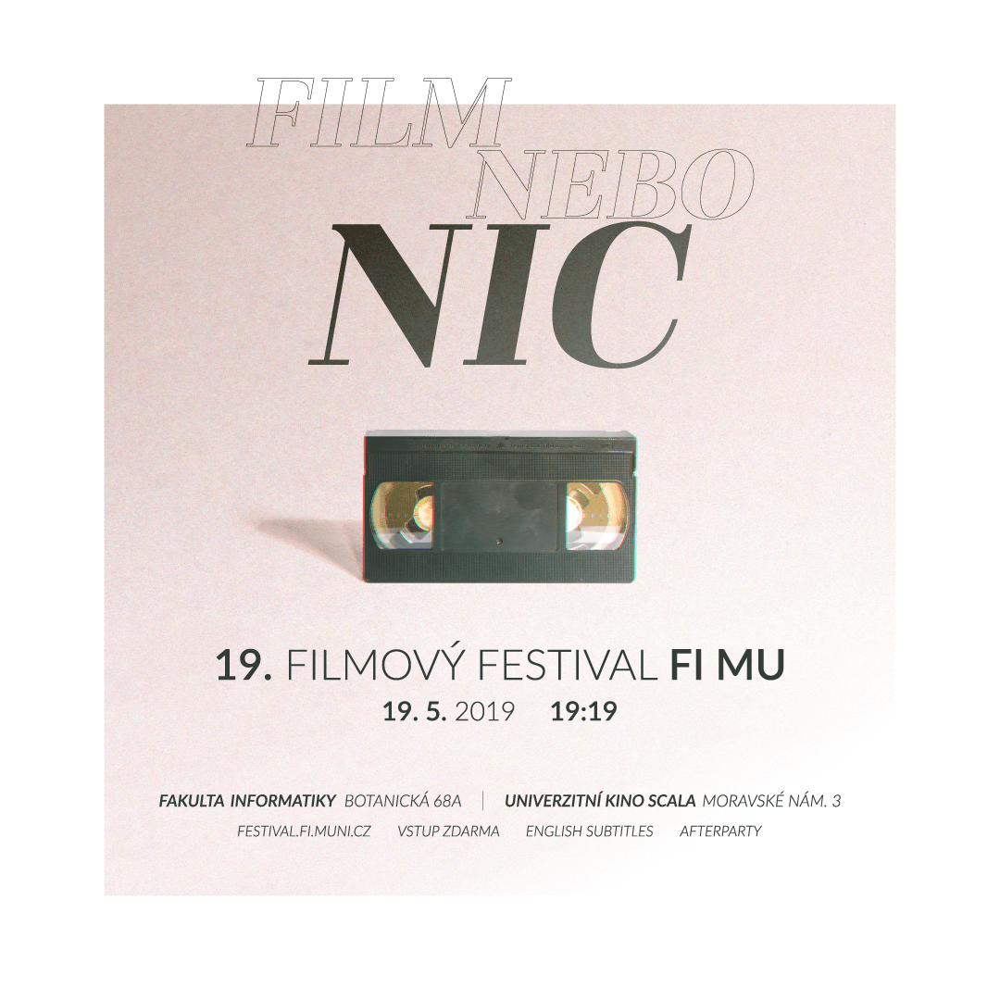 FILM
NEBO
NIC
19. FILMOVÝ FESTIVAL FI MU
19. 5. 2019 19:19
FAKULTA INFORMATIKY BOTANICKÁ 68A | UNIVERZITNÍ KINO SCALA MORAVSKÉ NÁM. 3
FESTIVAL.FI.MUNI.CZ VSTUP ZDARMA ENGLISH SUBTITLES AFTERPARTY